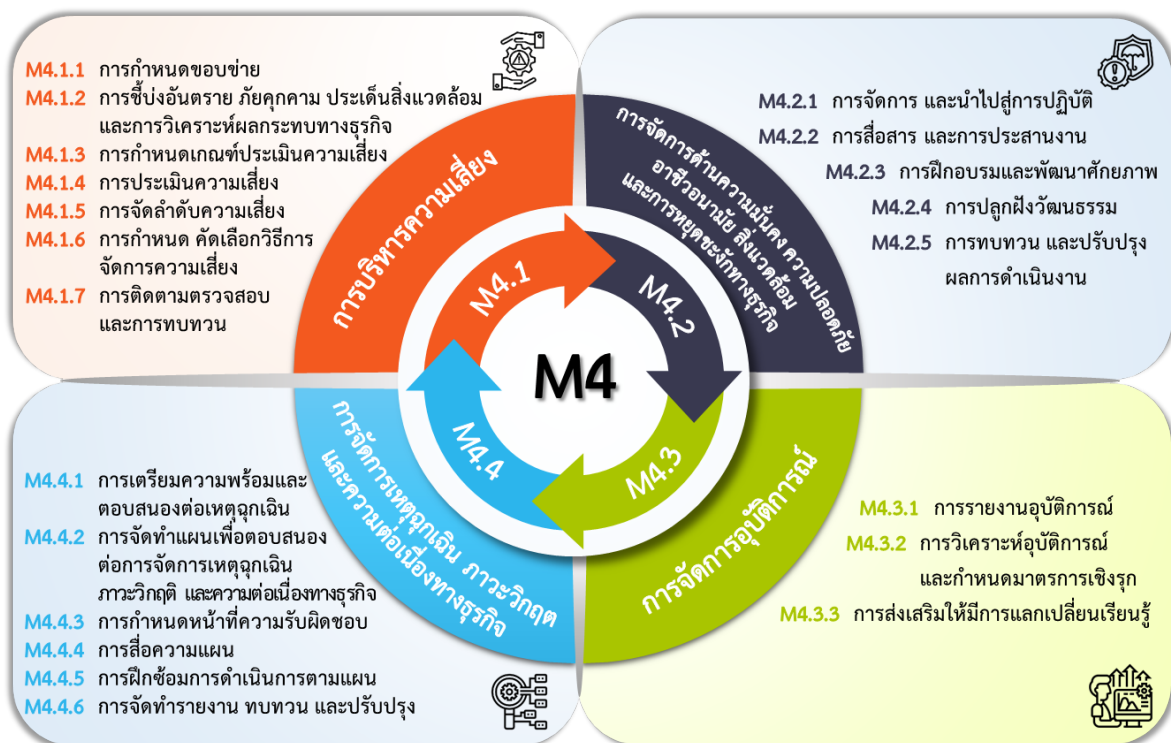 M4.1.1 การกำหนดขอบข่าย
M4.1.2 การชี้บ่งอันตราย ภัยคุกคาม ประเด็นสิ่งแวดล้อม
และการวิเคราะห์ผลกระทบทางธุรกิจ
M4.1.3 การกำหนดเกณฑ์ประเมินความเสี่ยง
M4.1.4 การประเมินความเสี่ยง
M4.1.5 การจัดลำดับความเสี่ยง
M4.1.6 การกำหนด คัดเลือกวิธีการ
จัดการความเสี่ยง
M4.1.7 การติดตามตรวจสอบ
และการทบทวน
การบริหารความเสี่ยง
M4.1
การจัดการด้านความมั่นคง ความปลอดภัย
อาชีวอนามัย สิ่งแวดล้อม
และการหยุดชะงักทางธุรกิจ
M4.2
M4.2.1 การจัดการ และนำไปสู่การปฏิบัติ
M4.2.2 การสื่อสาร และการประสานงาน
M4.2.3 การฝึกอบรมและพัฒนาศักยภาพ
M4.2.4 การปลูกฝังวัฒนธรรม
M4.2.5 การทบทวน และปรับปรุง
ผลการดำเนินงาน
M4
M4.4.1 การเตรียมความพร้อมและ
ตอบสนองต่อเหตุฉุกเฉิน
M4.4.2 การจัดทำแผนเพื่อตอบสนอง
ต่อการจัดการเหตุฉุกเฉิน
ภาวะวิกฤติ และความต่อเนื่องทางธุรกิจ
M4.4.3 การกำหนดหน้าที่ความรับผิดชอบ
M4.4.4 การสื่อความแผน
M4.4.5 การฝึกซ้อมการดำเนินการตามแผน
M4.4.6 การจัดทำรายงาน ทบทวน และปรับปรุง
การจัดการเหตุฉุกเฉิน ภาวะวิกฤต
และความต่อเนื่องทางธุรกิจ
M4.4
M4.3
การจัดการอุบัติการณ์
M4.3.1 การรายงานอุบัติการณ์
M4.3.2 การวิเคราะห์อุบัติการณ์
และกำหนดมาตรการเชิงรุก
M4.3.3 การส่งเสริมให้มีการแลกเปลี่ยนเรียนรู้